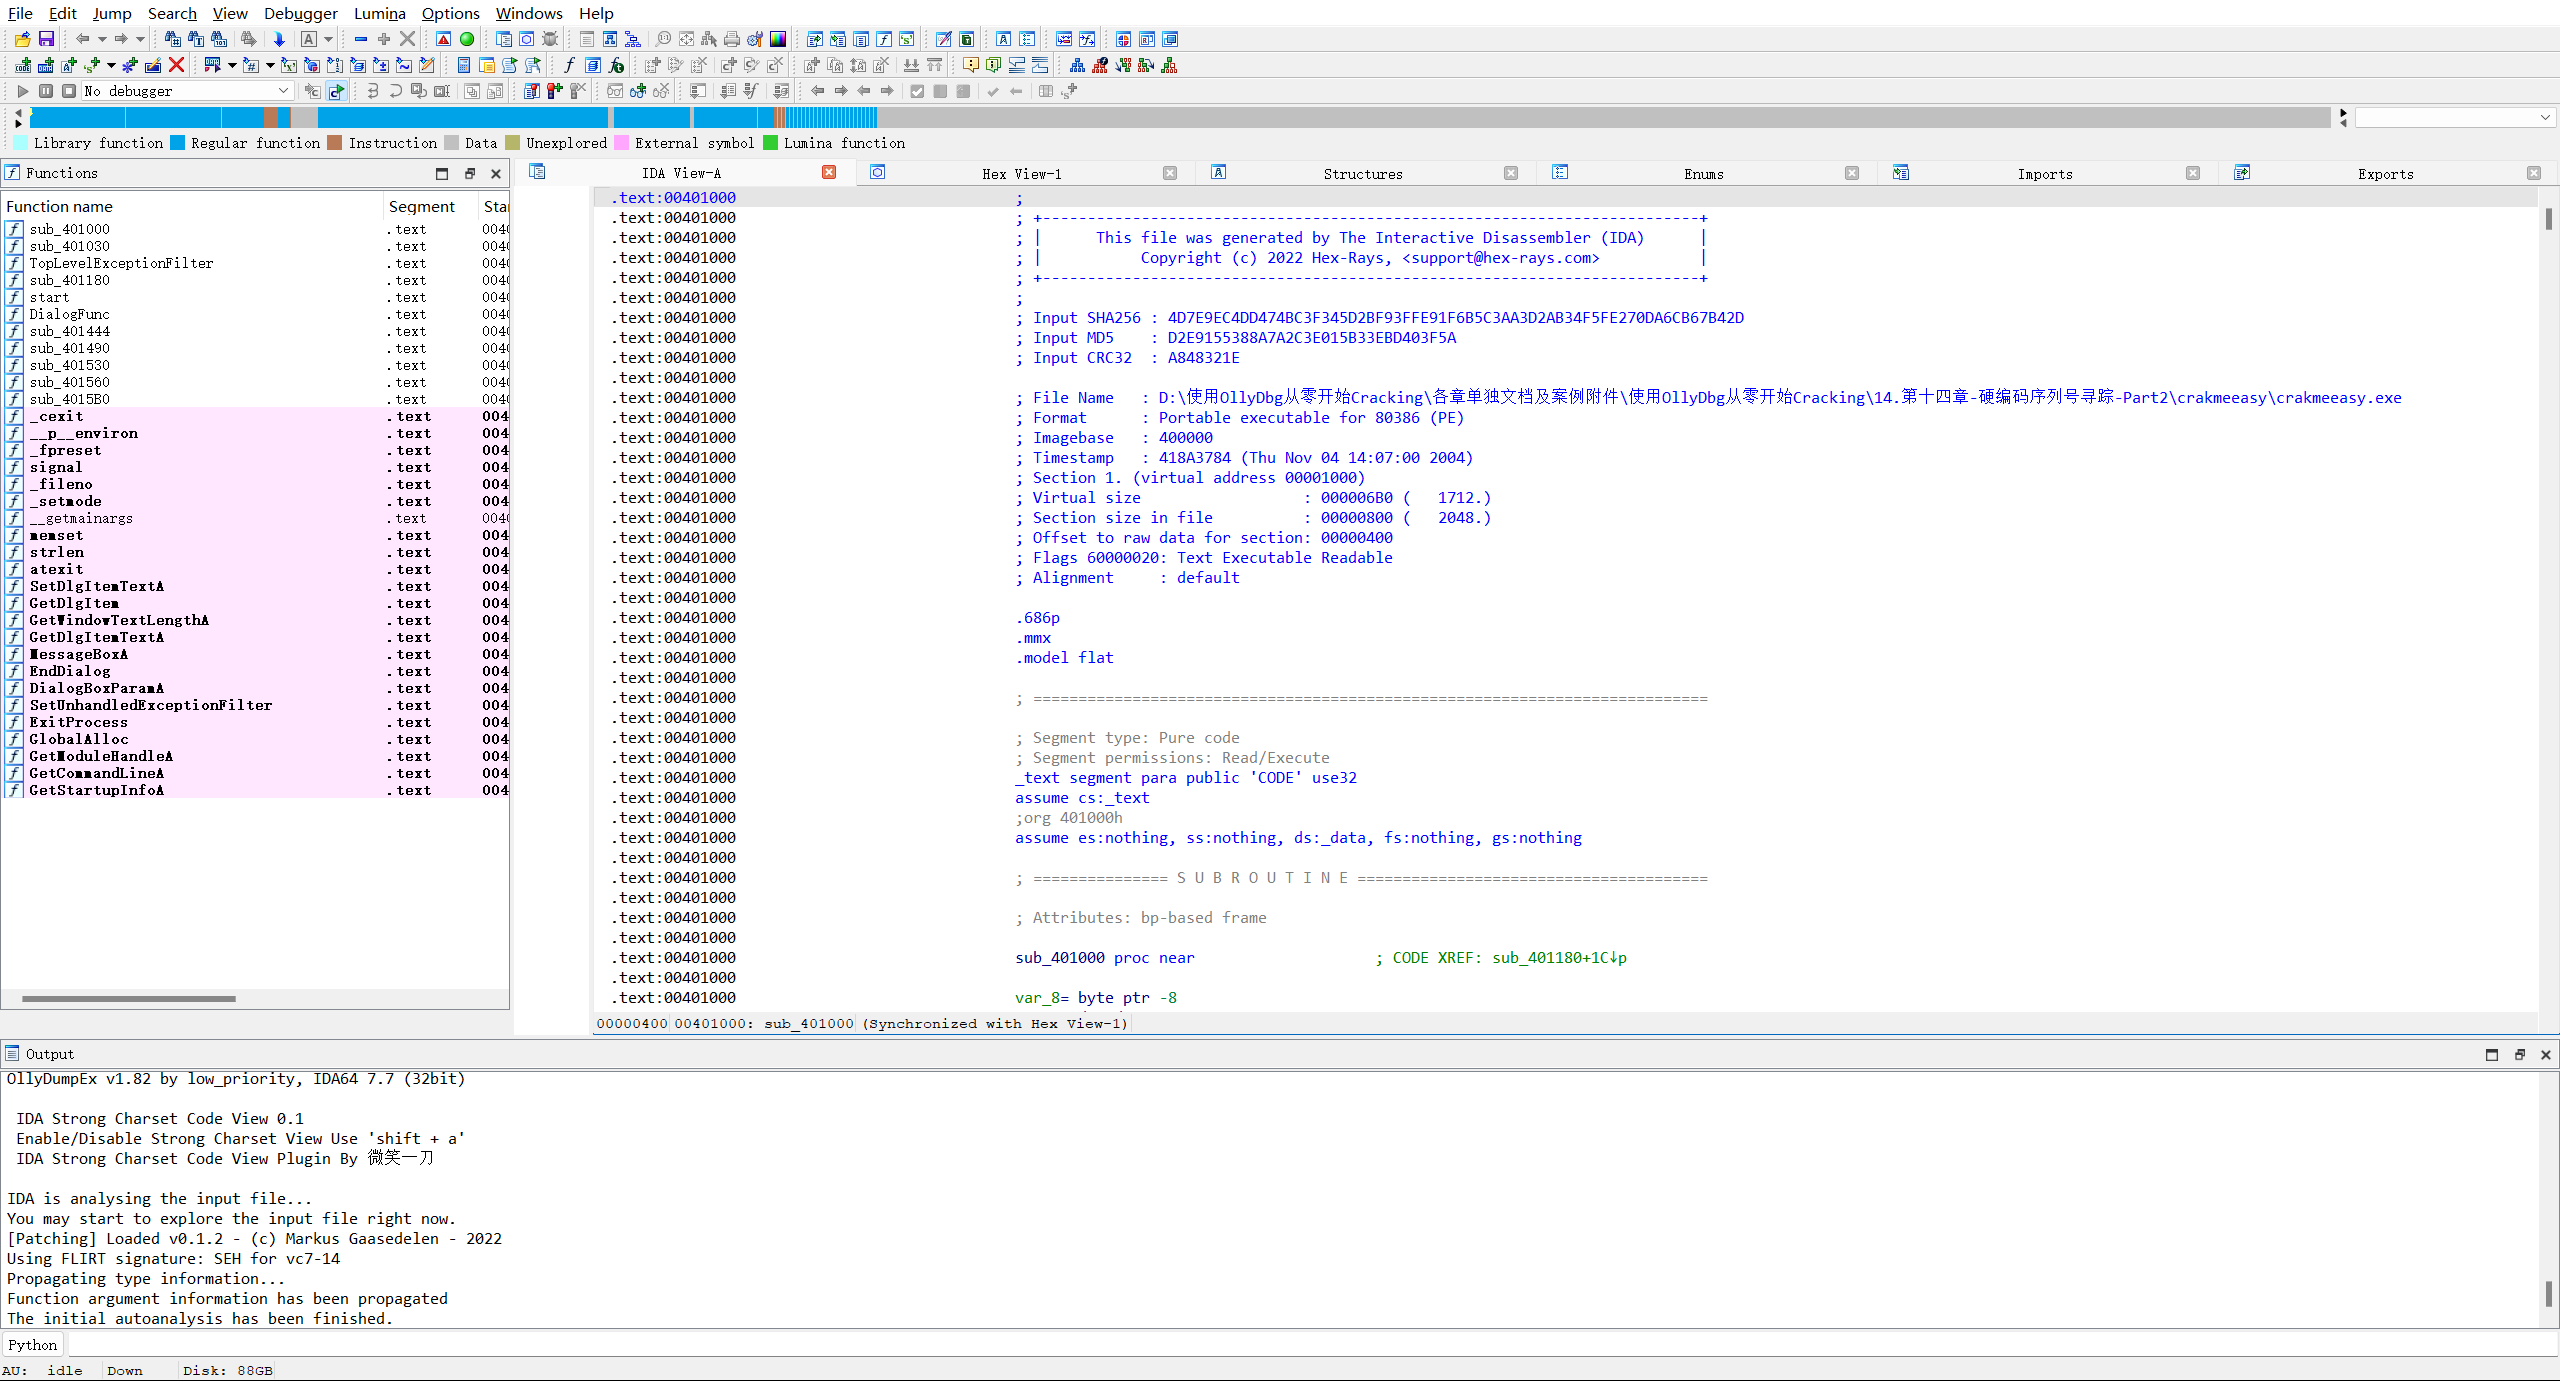 File Edit Jump Search View Debugger Lumina Options Windows Help
No debugger
Library function Regular function Instruction Data Unexplored External symbol Lumina function
Functions
Function name Segment Sta
sub_401000 .text 004
sub_401030 .text 004
TopLevelExceptionFilter .text 004
sub_401180 .text 004
start .text 004
DialogFunc .text 004
sub_401444 .text 004
sub_401490 .text 004
sub_401530 .text 004
sub_401560 .text 004
sub_4015B0 .text 004
_cexit .text 004
__p__environ .text 004
_fpreset .text 004
signal .text 004
_fileno .text 004
_setmode .text 004
__getmainargs .text 004
memset .text 004
strlen .text 004
atexit .text 004
SetDlgItemTextA .text 004
GetDlgItem .text 004
GetWindowTextLengthA .text 004
GetDlgItemTextA .text 004
MessageBoxA .text 004
EndDialog .text 004
DialogBoxParamA .text 004
SetUnhandledExceptionFilter .text 004
ExitProcess .text 004
GlobalAlloc .text 004
GetModuleHandleA .text 004
GetCommandLineA .text 004
GetStartupInfoA .text 004
IDA View-A Hex View-1 Structures Enums Imports Exports
.text:00401000 ;
.text:00401000 ; +-------------------------------------------------------------------------+
.text:00401000 ; | This file was generated by The Interactive Disassembler (IDA) |
.text:00401000 ; | Copyright (c) 2022 Hex-Rays, <support@hex-rays.com> |
.text:00401000 ; +-------------------------------------------------------------------------+
.text:00401000 ;
.text:00401000 ; Input SHA256 : 4D7E9EC4DD474BC3F345D2BF93FFE91F6B5C3AA3D2AB34F5FE270DA6CB67B42D
.text:00401000 ; Input MD5 : D2E9155388A7A2C3E015B33EBD403F5A
.text:00401000 ; Input CRC32 : A848321E
.text:00401000
.text:00401000 ; File Name : D:\使用OllyDbg从零开始Cracking\各章单独文档及案例附件\使用OllyDbg从零开始Cracking\14.第十四章-硬编码序列号寻踪-Part2\crakmeeasy\crakmeeasy.exe
.text:00401000 ; Format : Portable executable for 80386 (PE)
.text:00401000 ; Imagebase : 400000
.text:00401000 ; Timestamp : 418A3784 (Thu Nov 04 14:07:00 2004)
.text:00401000 ; Section 1. (virtual address 00001000)
.text:00401000 ; Virtual size : 000006B0 ( 1712.)
.text:00401000 ; Section size in file : 00000800 ( 2048.)
.text:00401000 ; Offset to raw data for section: 00000400
.text:00401000 ; Flags 60000020: Text Executable Readable
.text:00401000 ; Alignment : default
.text:00401000
.text:00401000 .686p
.text:00401000 .mmx
.text:00401000 .model flat
.text:00401000
.text:00401000 ; ===========================================================================
.text:00401000
.text:00401000 ; Segment type: Pure code
.text:00401000 ; Segment permissions: Read/Execute
.text:00401000 _text segment para public 'CODE' use32
.text:00401000 assume cs:_text
.text:00401000 ;org 401000h
.text:00401000 assume es:nothing, ss:nothing, ds:_data, fs:nothing, gs:nothing
.text:00401000
.text:00401000 ; =============== S U B R O U T I N E =======================================
.text:00401000
.text:00401000 ; Attributes: bp-based frame
.text:00401000
.text:00401000 sub_401000 proc near ; CODE XREF: sub_401180+1C↓p
.text:00401000
.text:00401000 var_8= byte ptr -8
00000400 00401000: sub_401000 (Synchronized with Hex View-1)
Output
OllyDumpEx v1.82 by low_priority, IDA64 7.7 (32bit)
IDA Strong Charset Code View 0.1
Enable/Disable Strong Charset View Use 'shift + a'
IDA Strong Charset Code View Plugin By 微笑一刀
IDA is analysing the input file...
You may start to explore the input file right now.
[Patching] Loaded v0.1.2 - (c) Markus Gaasedelen - 2022
Using FLIRT signature: SEH for vc7-14
Propagating type information...
Function argument information has been propagated
The initial autoanalysis has been finished.
Python
AU: idle Down Disk: 88GB